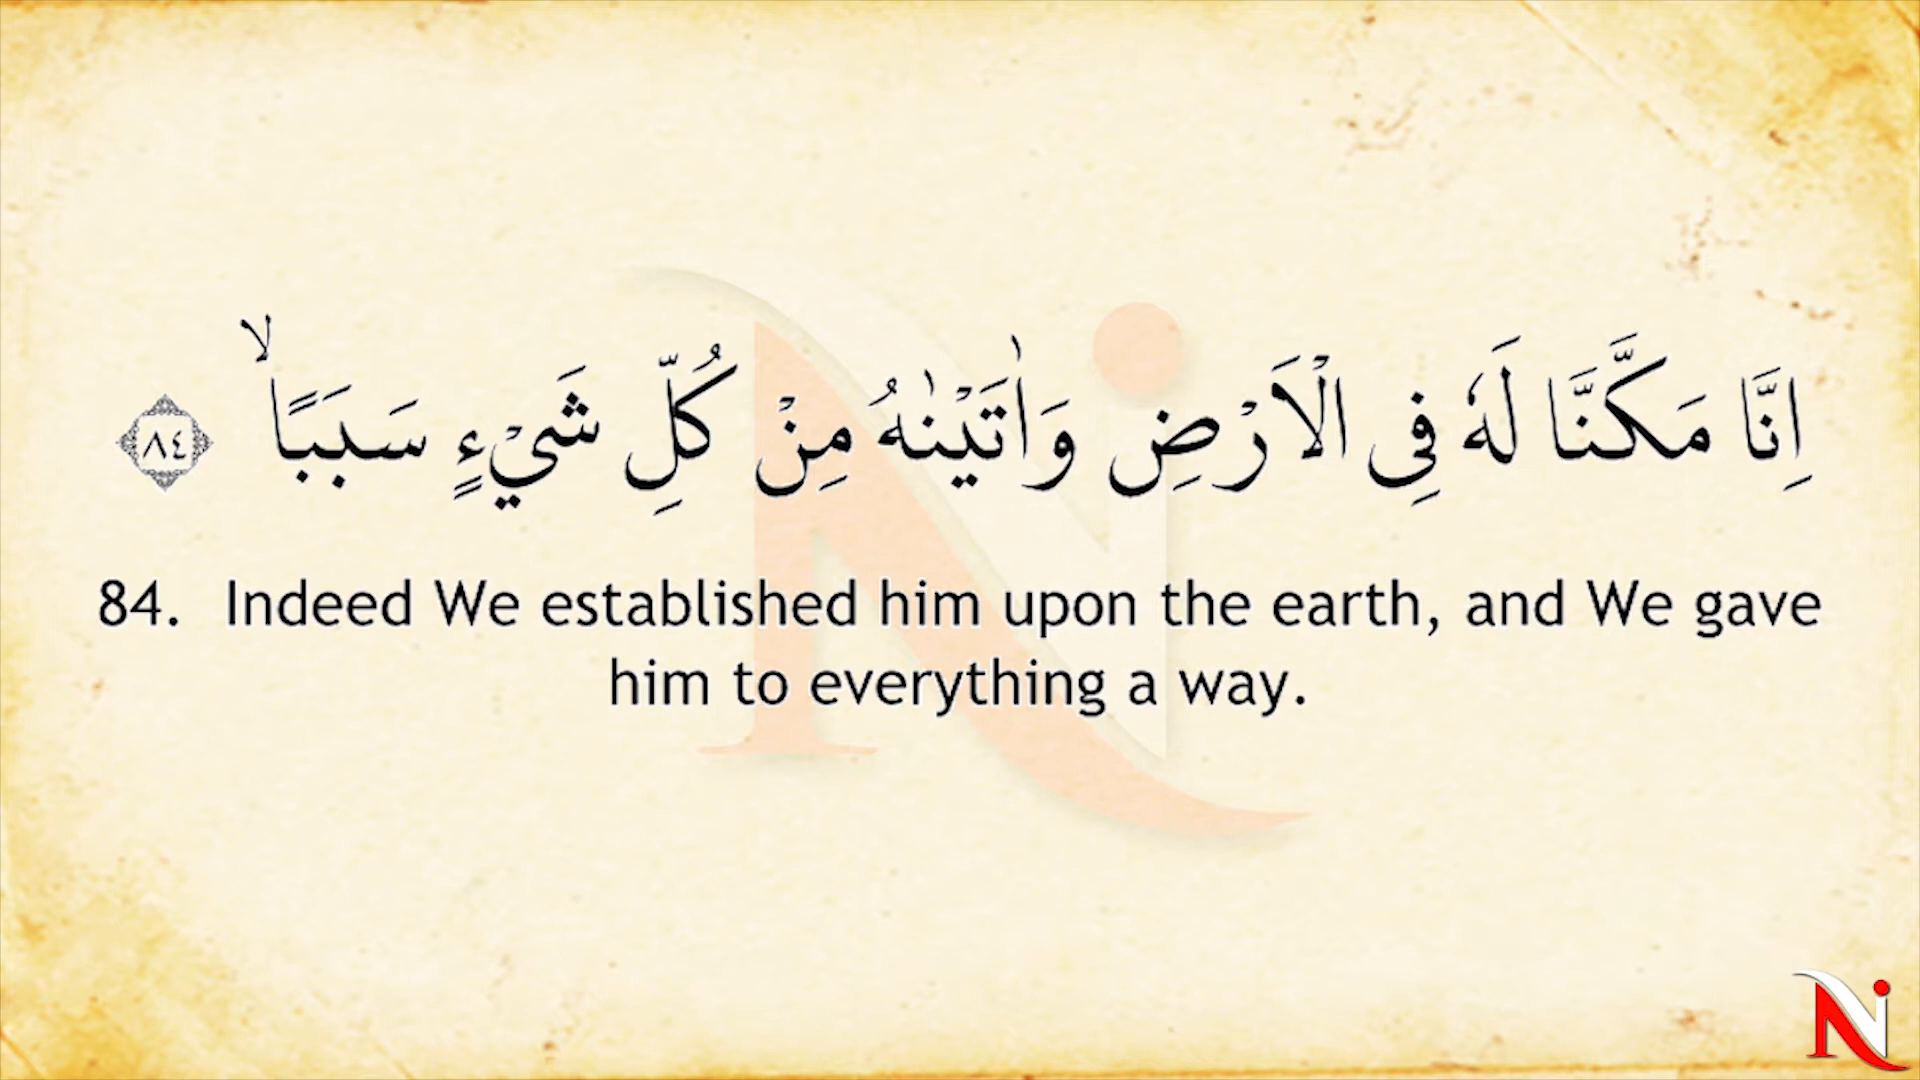 اِنَّا مَكَّنَّا لَهٗ فِى الْاَرْضِ وَاٰتَيْنٰهُ مِنْ كُلِّ شَيْءٍ سَبَبًا ۙ ٨٤
84. Indeed We established him upon the earth, and We gave
him to everything a way.